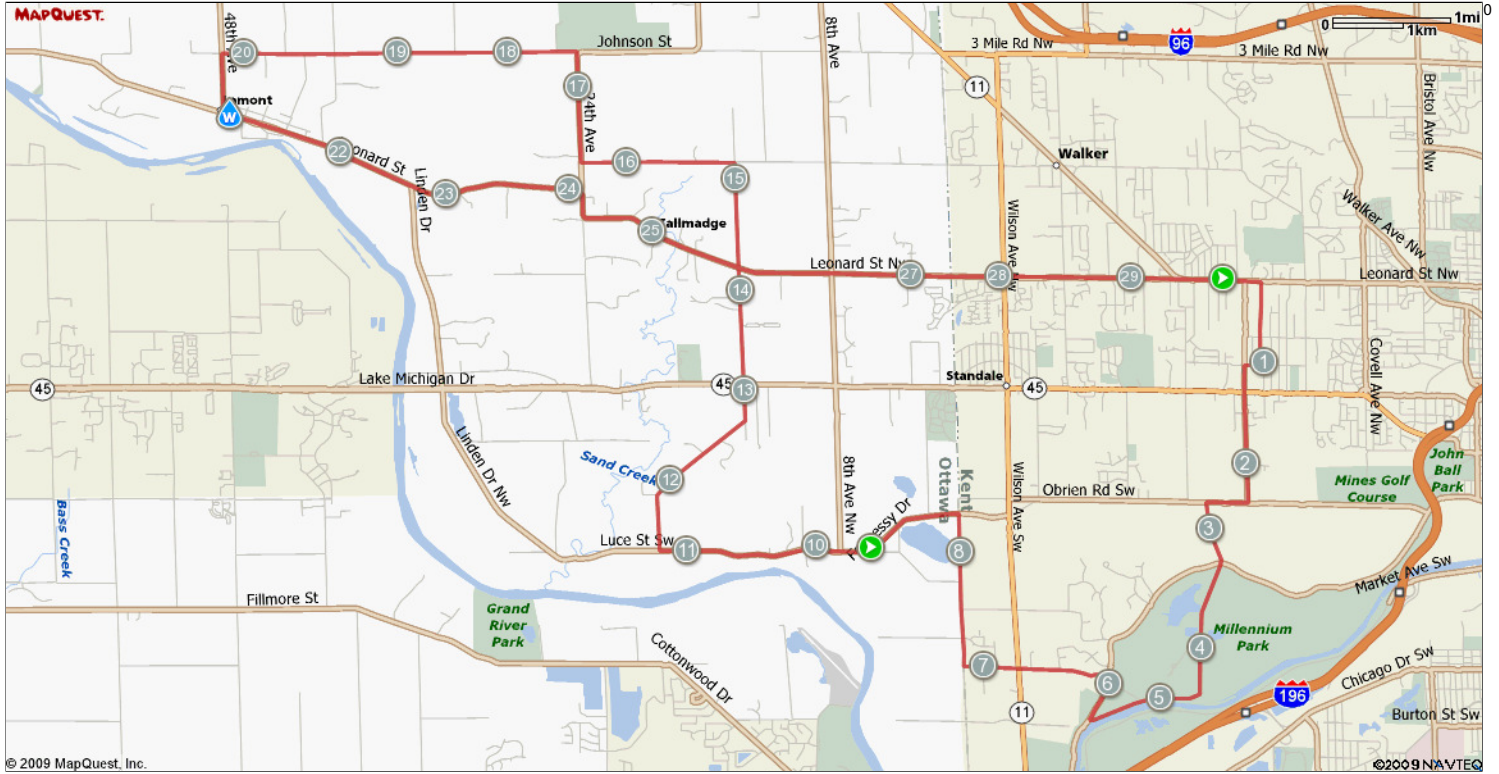 MAPQUEST.
48th Ave
20
19
18
Johnson St
8th Ave
3 Mile Rd Nw
96
3 Mile Rd Nw
0
1mi
1km
0
17
11
24th Ave
Bristol Ave Nw
W
22
Leonard St
23
24
16
15
Walker
Linden Dr
25
Tallmadge
Wilson Ave Nw
Walker Ave Nw
Leonard St Nw
27
28
29
Leonard St Nw
14
1
Covell Ave Nw
45
Lake Michigan Dr
45
13
Standale
45
Linden Dr Nw
Sand Creek
12
8th Ave Nw
Ottawa
Kent
Wilson Ave Sw
Obrien Rd Sw
2
Mines Golf
Course
John
Ball
Park
Bass Creek
Luce St Sw
11
10
8
3
Market Ave Sw
Fillmore St
Grand
River
Park
Cottonwood Dr
7
6
5
4
Millennium
Park
11
196
Chicago Dr Sw
Burton St Sw
© 2009 MapQuest, Inc.
©2009 NAVTEQ